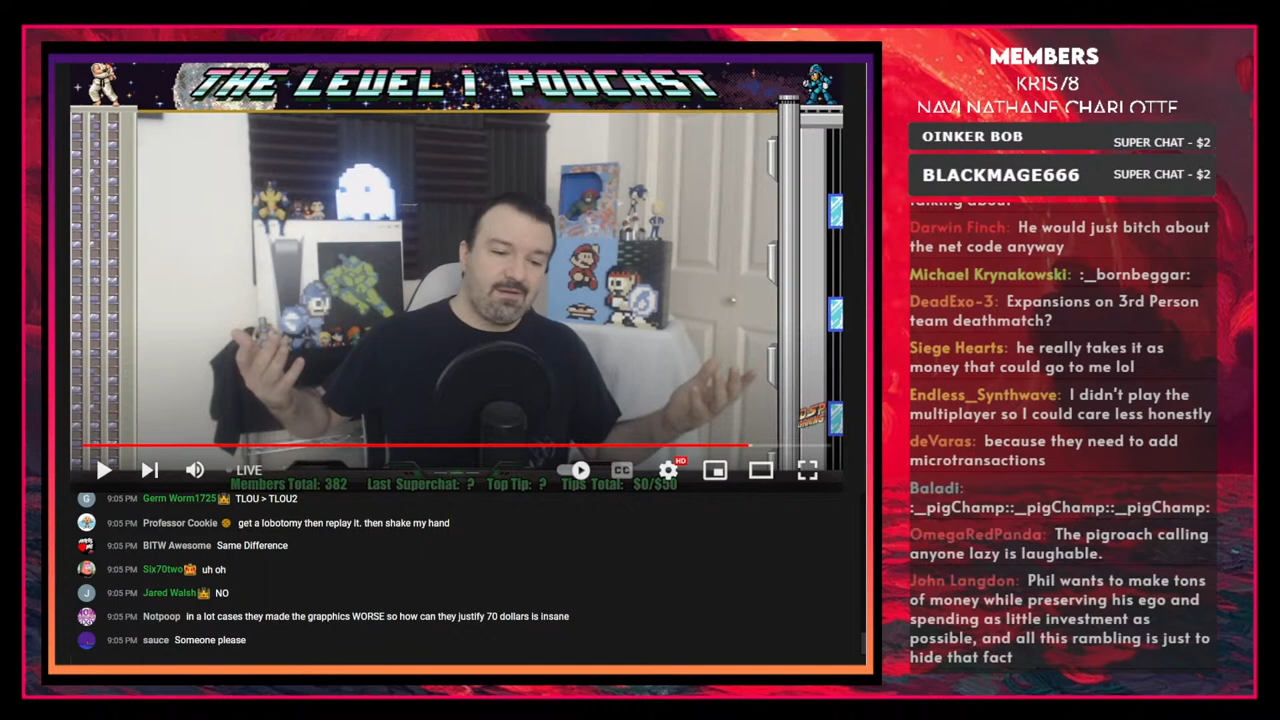 THE LEVEL 1 PODCAST
DSP
GAMING
LIVE
CC
HD
Members Total: 382 Last Superchat: ? Top Tip: ? Tips Total: $0/$50
G 9:05 PM Germ Worm1725 TLOU > TLOU2
9:05 PM Professor Cookie get a lobotomy then replay it. then shake my hand
9:05 PM BITW Awesome Same Difference
9:05 PM Six70two uh oh
J 9:05 PM Jared Walsh NO
9:05 PM Notpoop in a lot cases they made the grapphics WORSE so how can they justify 70 dollars is insane
9:05 PM sauce Someone please
MEMBERS
KR1S78
NAVI NATHANE CHARLOTTE
OINKER BOB SUPER CHAT - $2
BLACKMAGE666 SUPER CHAT - $2
talking about
Darwin Finch: He would just bitch about
the net code anyway
Michael Krynakowski: :_bornbeggar:
DeadExo-3: Expansions on 3rd Person
team deathmatch?
Siege Hearts: he really takes it as
money that could go to me lol
Endless_Synthwave: I didn't play the
multiplayer so I could care less honestly
deVaras: because they need to add
microtransactions
Baladi:
:_pigChamp::_pigChamp::_pigChamp:
OmegaRedPanda: The pigroach calling
anyone lazy is laughable.
John Langdon: Phil wants to make tons
of money while preserving his ego and
spending as little investment as
possible, and all this rambling is just to
hide that fact